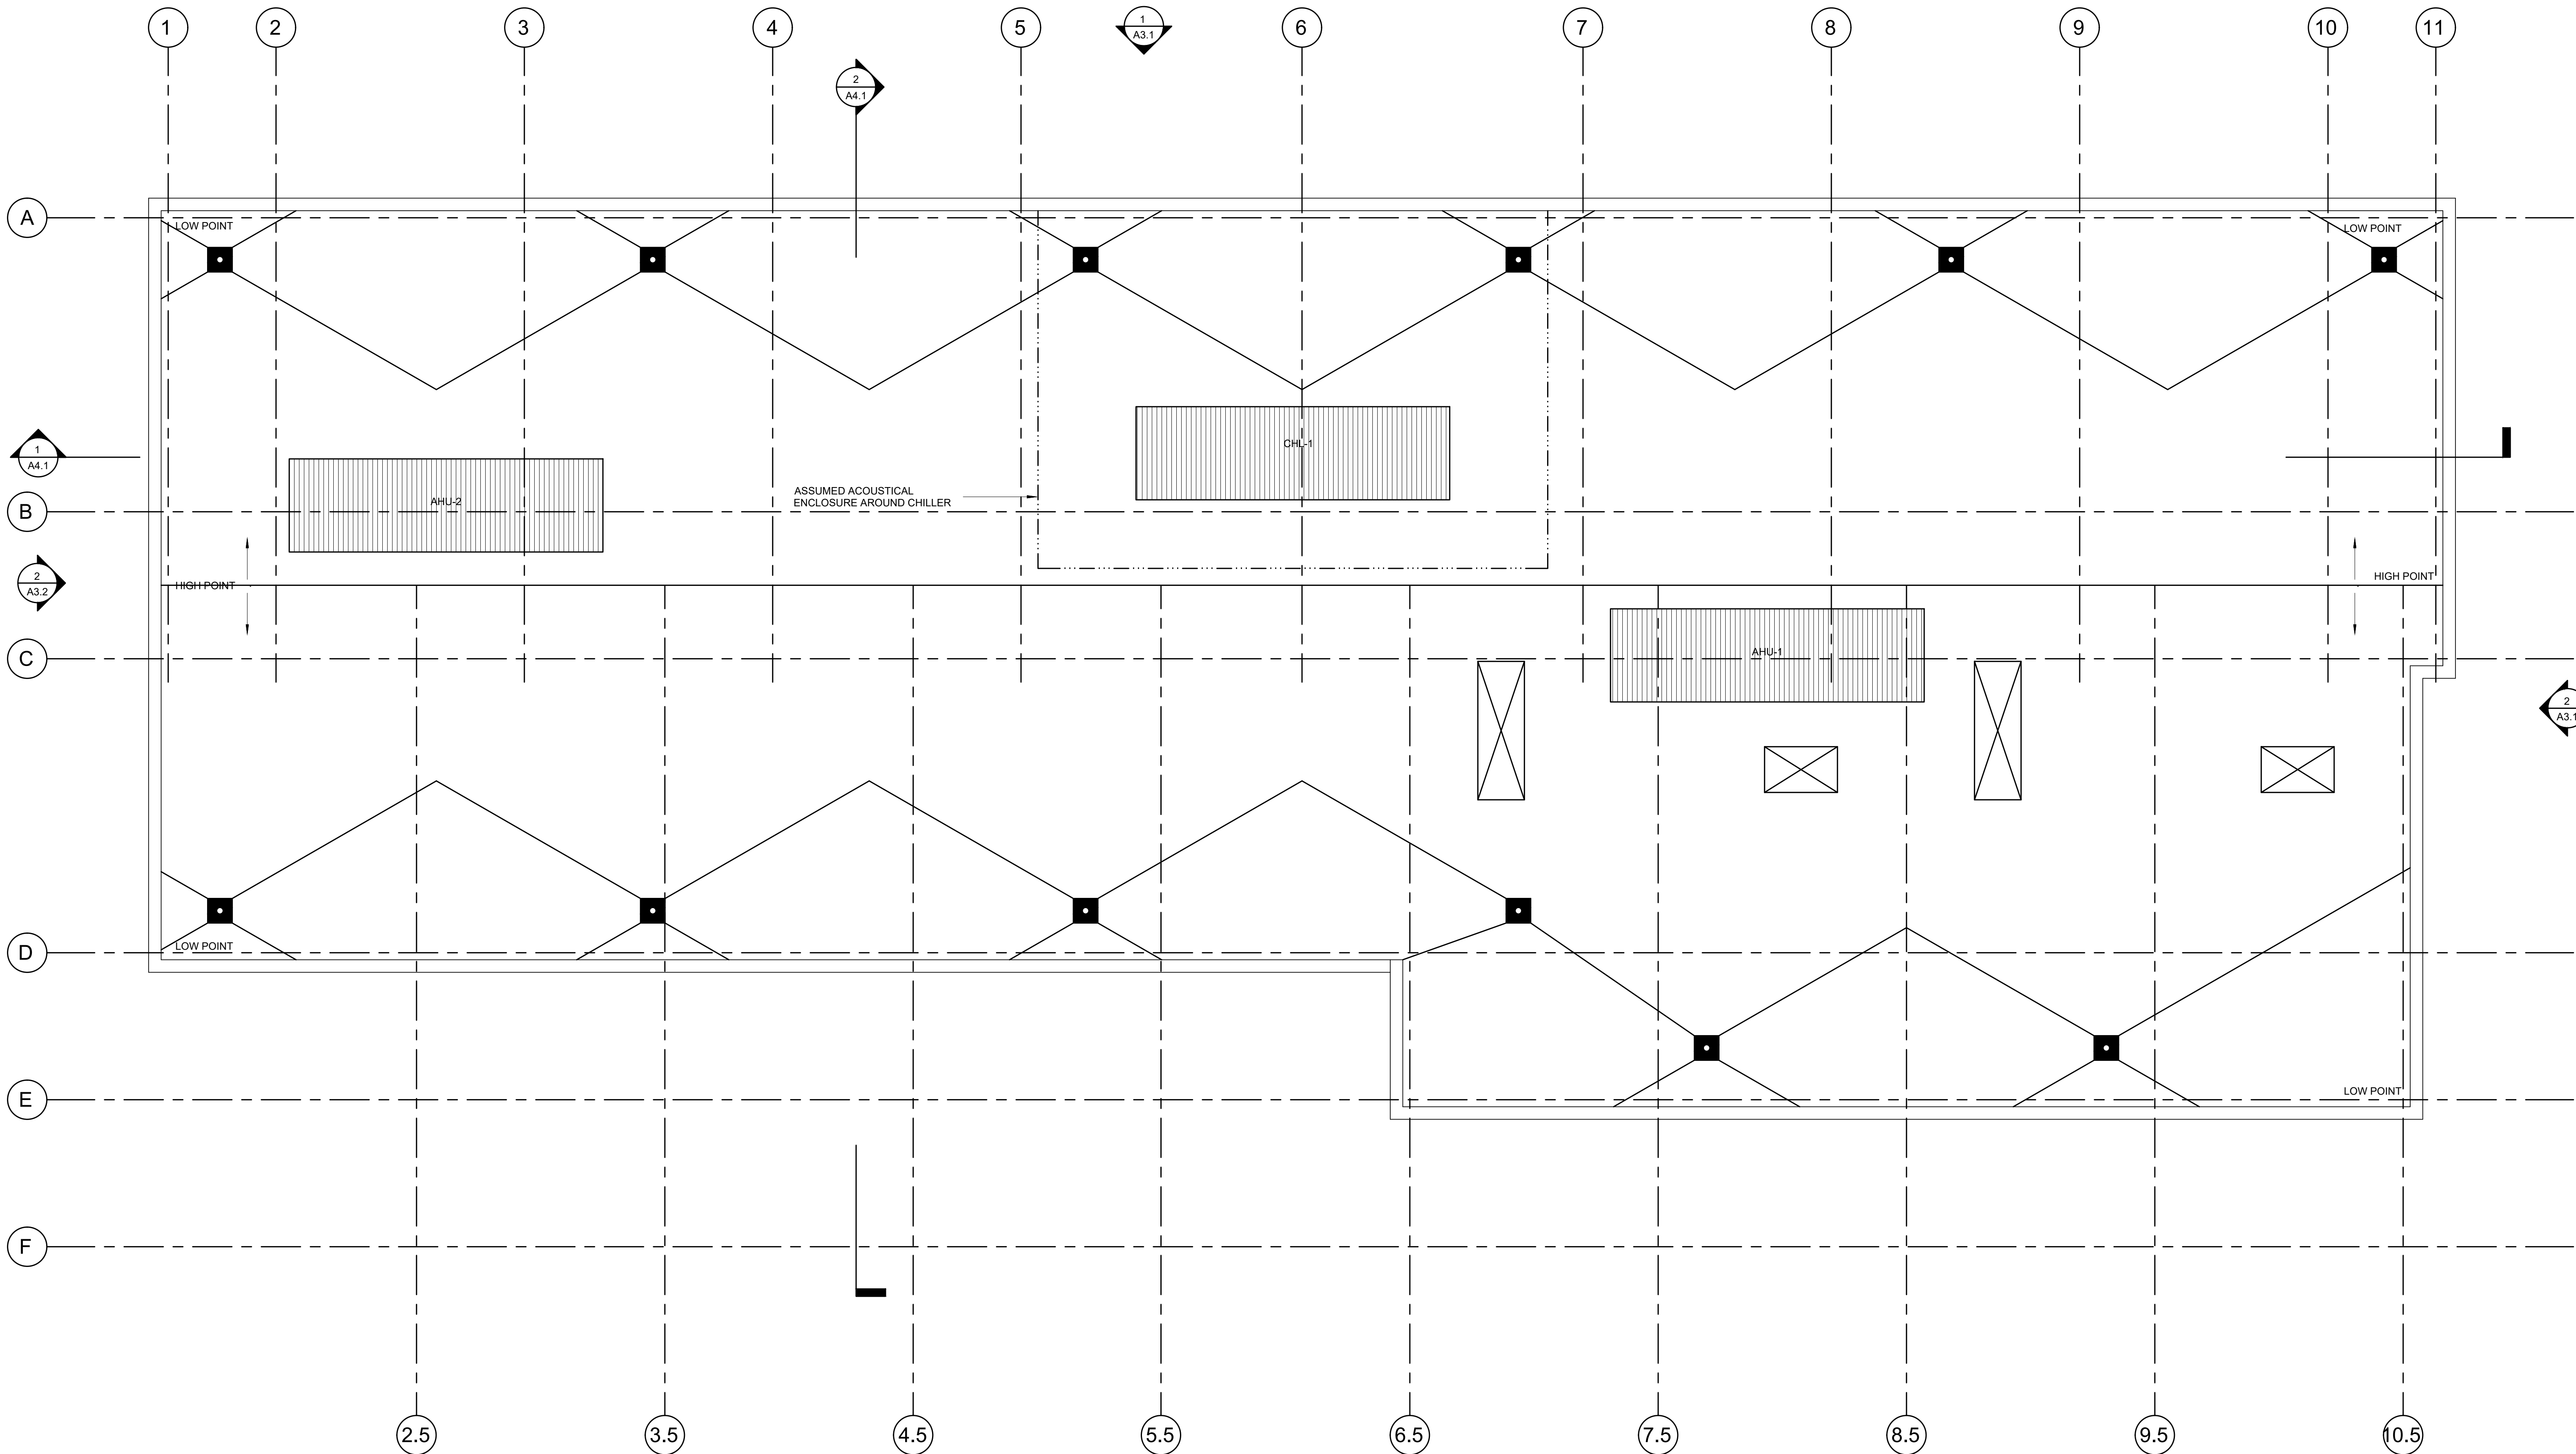 1
2
3
4
5
6
7
8
9
10
11
1
A3.1
2
A4.1
A
LOW POINT
LOW POINT
CHL-1
1
A4.1
ASSUMED ACOUSTICAL
ENCLOSURE AROUND CHILLER
AHU-2
B
2
A3.2
HIGH POINT
HIGH POINT
C
AHU-1
2
A3.1
LOW POINT
D
LOW POINT
E
F
2.5
3.5
4.5
5.5
6.5
7.5
8.5
9.5
10.5